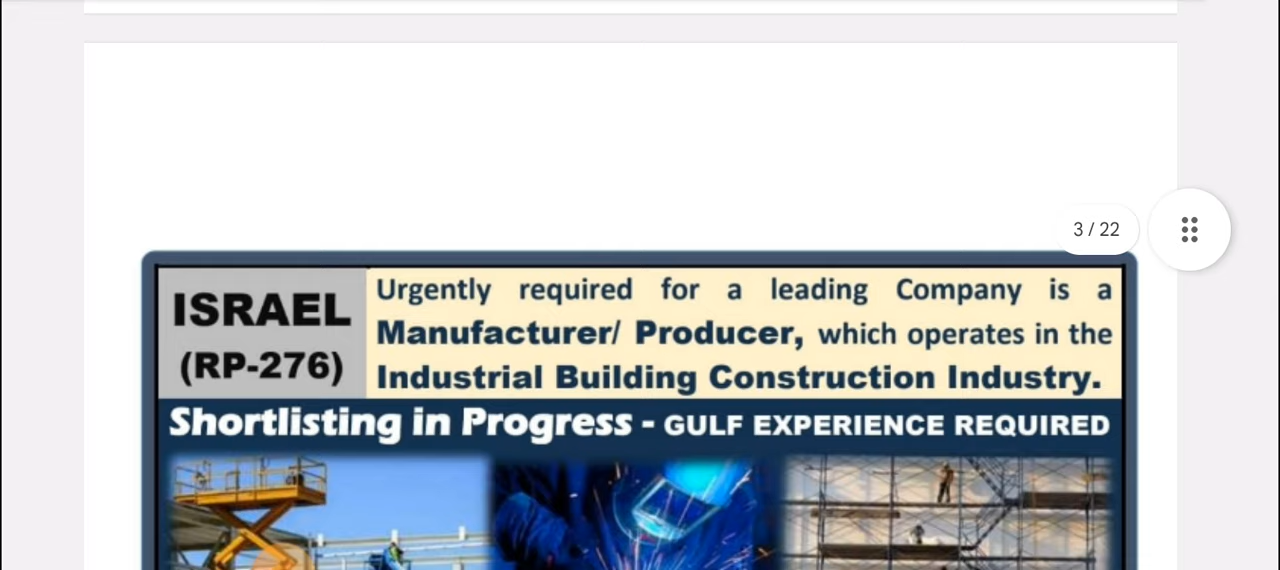 3 / 22
ISRAEL
(RP-276)
Urgently required for a leading Company is a
Manufacturer/ Producer, which operates in the
Industrial Building Construction Industry.
Shortlisting in Progress - GULF EXPERIENCE REQUIRED